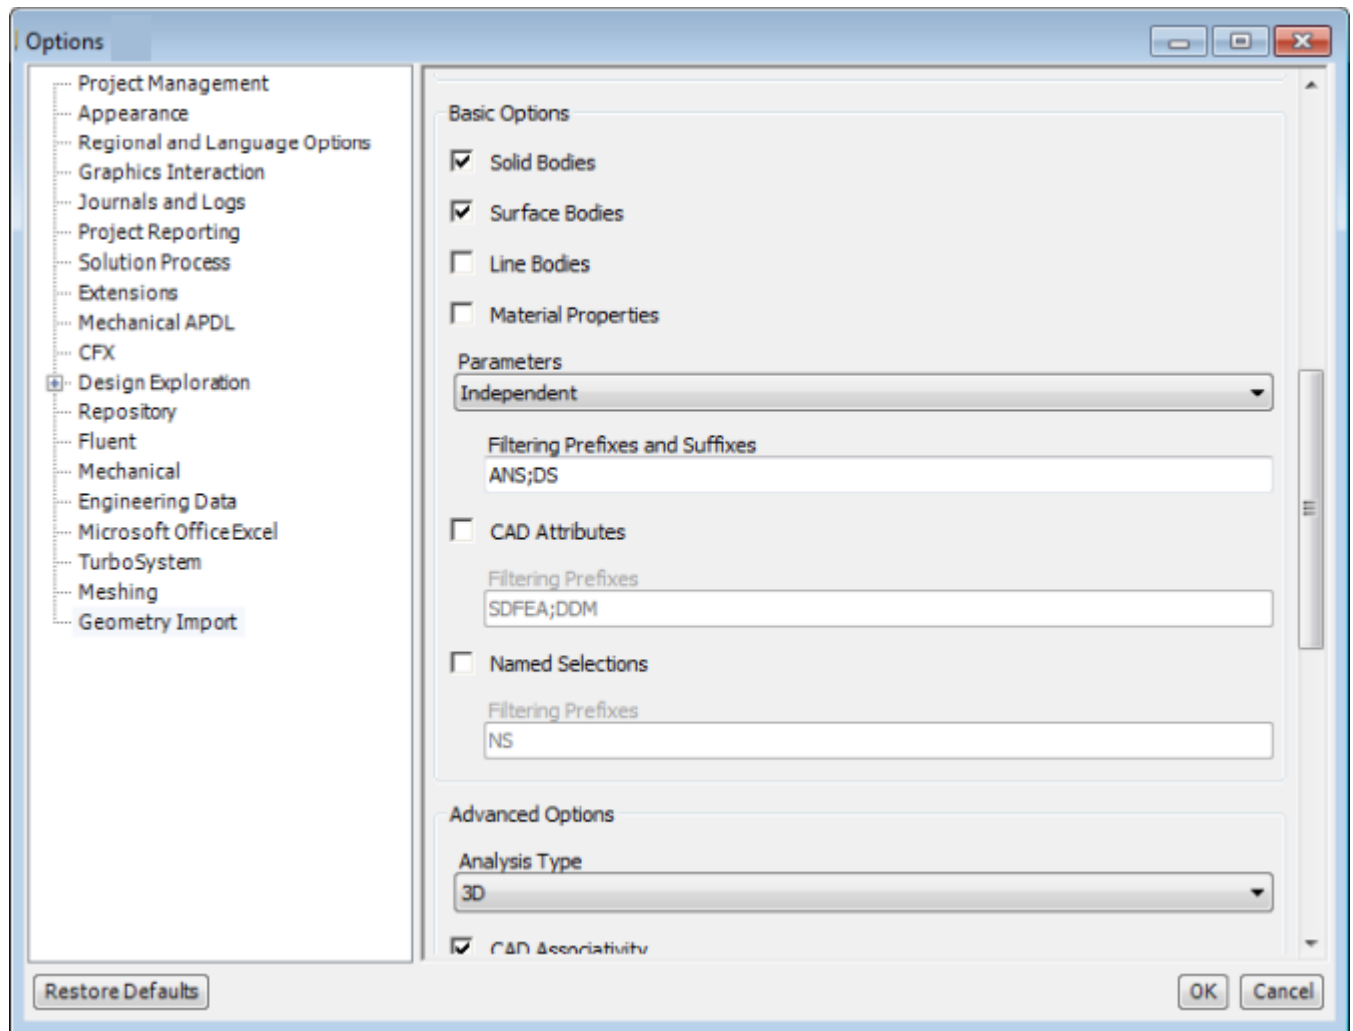 Options
Project Management
Appearance
Regional and Language Options
Graphics Interaction
Journals and Logs
Project Reporting
Solution Process
Extensions
Mechanical APDL
CFX
Design Exploration
Repository
Fluent
Mechanical
Engineering Data
Microsoft Office Excel
TurboSystem
Meshing
Geometry Import
Basic Options
Solid Bodies
Surface Bodies
Line Bodies
Material Properties
Parameters
Independent
Filtering Prefixes and Suffixes
ANS;DS
CAD Attributes
Filtering Prefixes
SDFEA;DDM
Named Selections
Filtering Prefixes
NS
Advanced Options
Analysis Type
3D
CAD Associativity
Restore Defaults
OK
Cancel